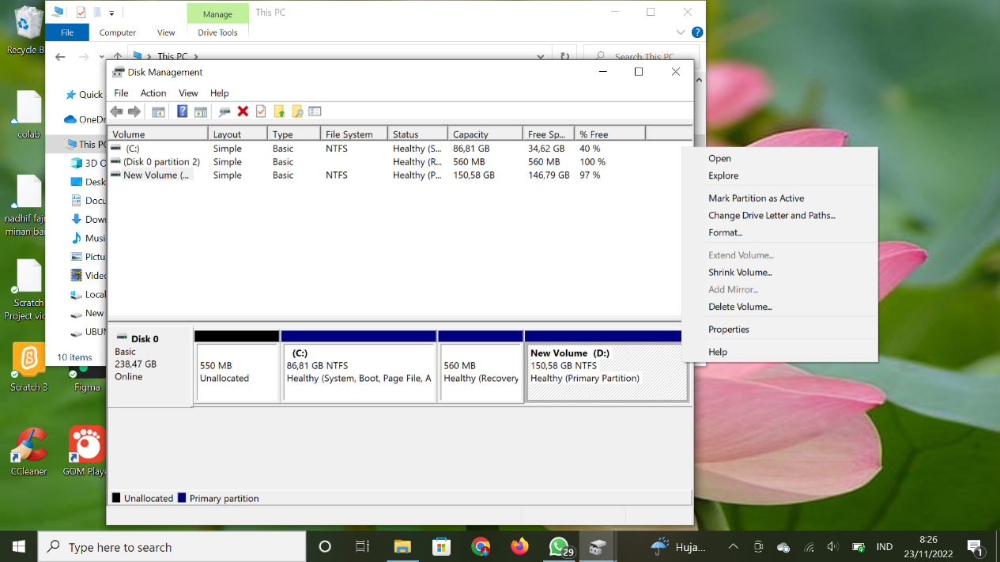 Recycle B
colab
nadhif faj
minan bar
Scratch
Project vic
Scratch 3
Figma
CCleaner
GOM Playe
Manage
This PC
File
Computer
View
Drive Tools
This PC
Search This PC
Quick
OneDr
This PC
3D O
Desk
Docu
Down
Musi
Pictu
Video
Local
New
UBUN
10 items
Disk Management
File Action View Help
Volume Layout Type File System Status Capacity Free Sp... % Free
(C:) Simple Basic NTFS Healthy (S... 86,81 GB 34,62 GB 40 %
(Disk 0 partition 2) Simple Basic Healthy (R... 560 MB 560 MB 100 %
New Volume (... Simple Basic NTFS Healthy (P... 150,58 GB 146,79 GB 97 %
Open
Explore
Mark Partition as Active
Change Drive Letter and Paths...
Format...
Extend Volume...
Shrink Volume...
Add Mirror...
Delete Volume...
Properties
Help
Disk 0
Basic
238,47 GB
Online
550 MB
Unallocated
(C:)
86,81 GB NTFS
Healthy (System, Boot, Page File, A
560 MB
Healthy (Recovery
New Volume (D:)
150,58 GB NTFS
Healthy (Primary Partition)
Unallocated Primary partition
Type here to search
29
Huja...
IND
8:26
23/11/2022
1